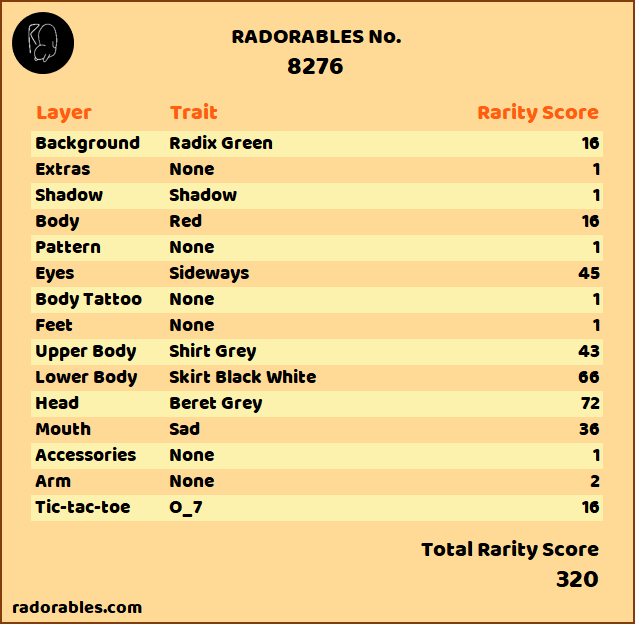 RADORABLES No.
8276
Layer Trait Rarity Score
Background Radix Green 16
Extras None 1
Shadow Shadow 1
Body Red 16
Pattern None 1
Eyes Sideways 45
Body Tattoo None 1
Feet None 1
Upper Body Shirt Grey 43
Lower Body Skirt Black White 66
Head Beret Grey 72
Mouth Sad 36
Accessories None 1
Arm None 2
Tic-tac-toe O_7 16
Total Rarity Score
320
radorables.com